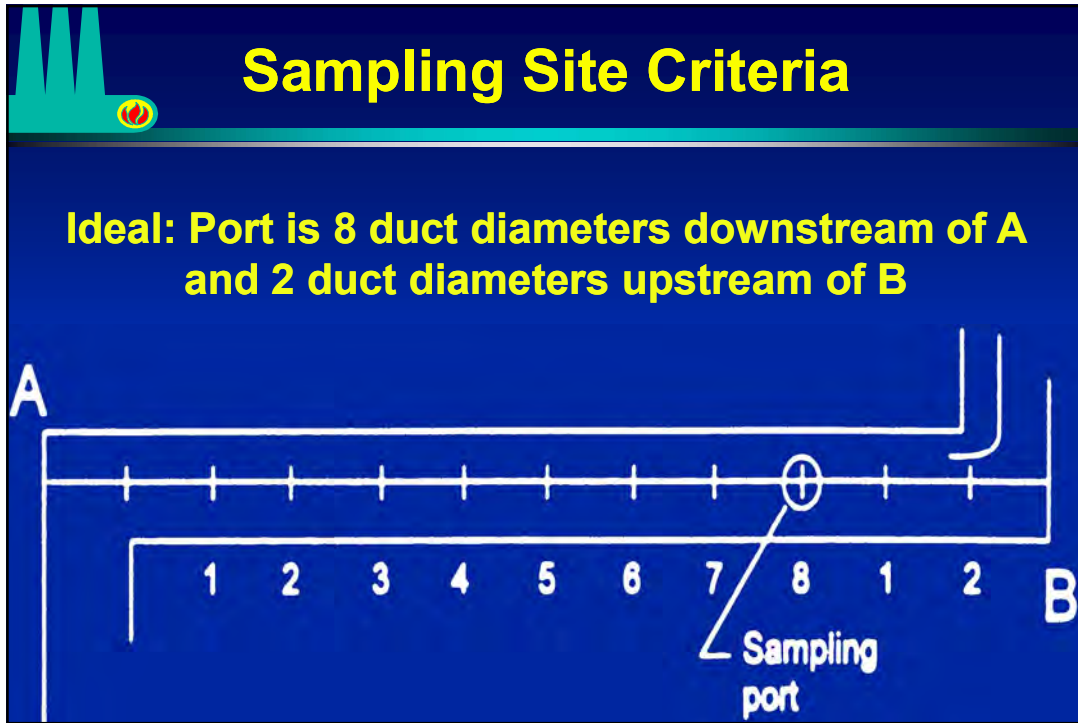 Sampling Site Criteria
Ideal: Port is 8 duct diameters downstream of A
and 2 duct diameters upstream of B
A
1 2 3 4 5 6 7 8 1 2
B
Sampling
port